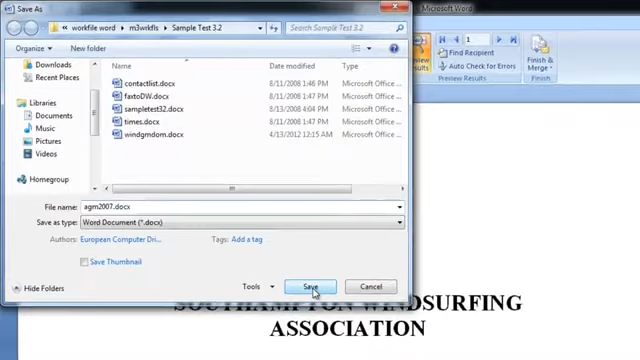 Save As
Microsoft Word
« workfile word ▸ m3wrkfls ▸ Sample Test 3.2
Search Sample Test 3.2
Organize
New folder
Downloads
Recent Places
Libraries
Documents
Music
Pictures
Videos
Homegroup
Name
Date modified
Type
contactlist.docx 8/11/2008 1:46 PM Microsoft Office ...
faxtoDW.docx 8/11/2008 1:47 PM Microsoft Office ...
sampletest32.docx 8/13/2008 4:04 PM Microsoft Office ...
times.docx 8/11/2008 1:47 PM Microsoft Office ...
windgmdom.docx 4/13/2012 12:15 AM Microsoft Office ...
File name: agm2007.docx
Save as type: Word Document (*.docx)
Authors: European Computer Dri...
Tags: Add a tag
Save Thumbnail
Hide Folders
Tools
Save
Cancel
1
Find Recipient
Auto Check for Errors
Results
Preview Results
Finish &
Merge
Finish
SOUTHAMPTON WINDSURFING
ASSOCIATION